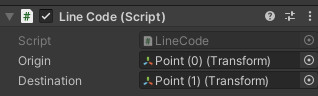 Line Code (Script)
Script LineCode
Origin Point (0) (Transform)
Destination Point (1) (Transform)